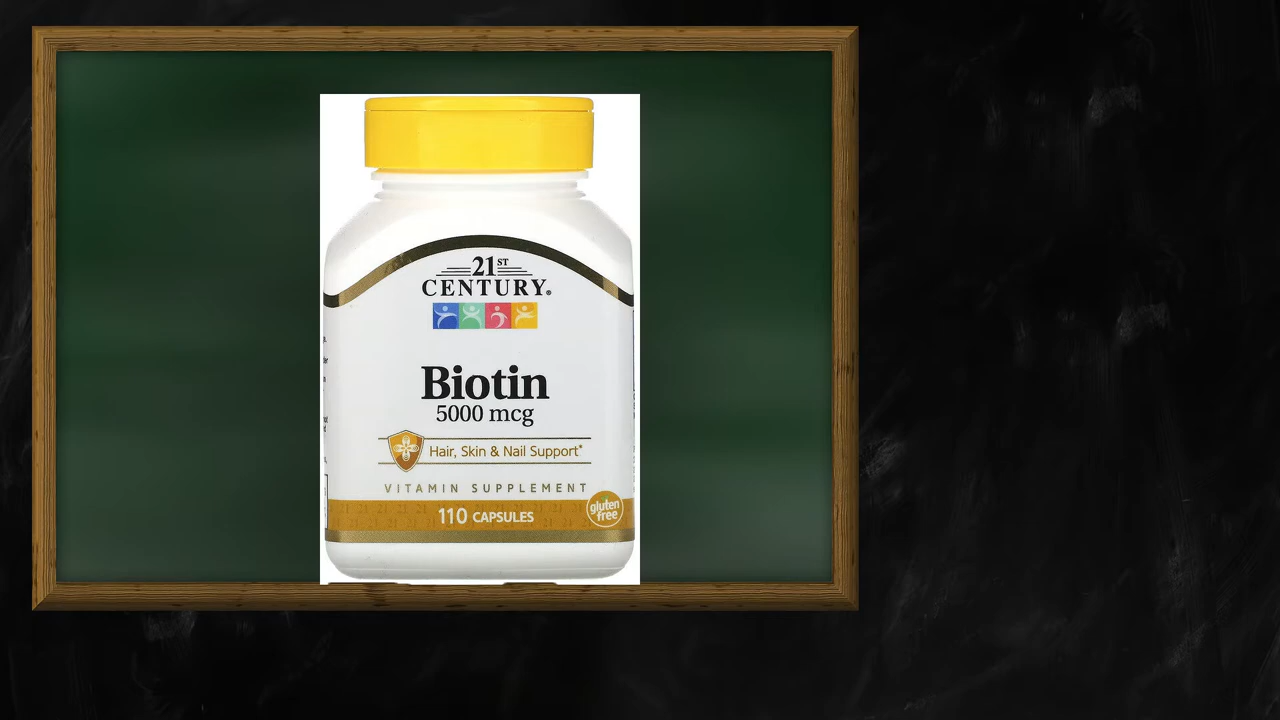 21ST
CENTURY®
Biotin
5000 mcg
Hair, Skin & Nail Support*
VITAMIN SUPPLEMENT
110 CAPSULES
gluten
free